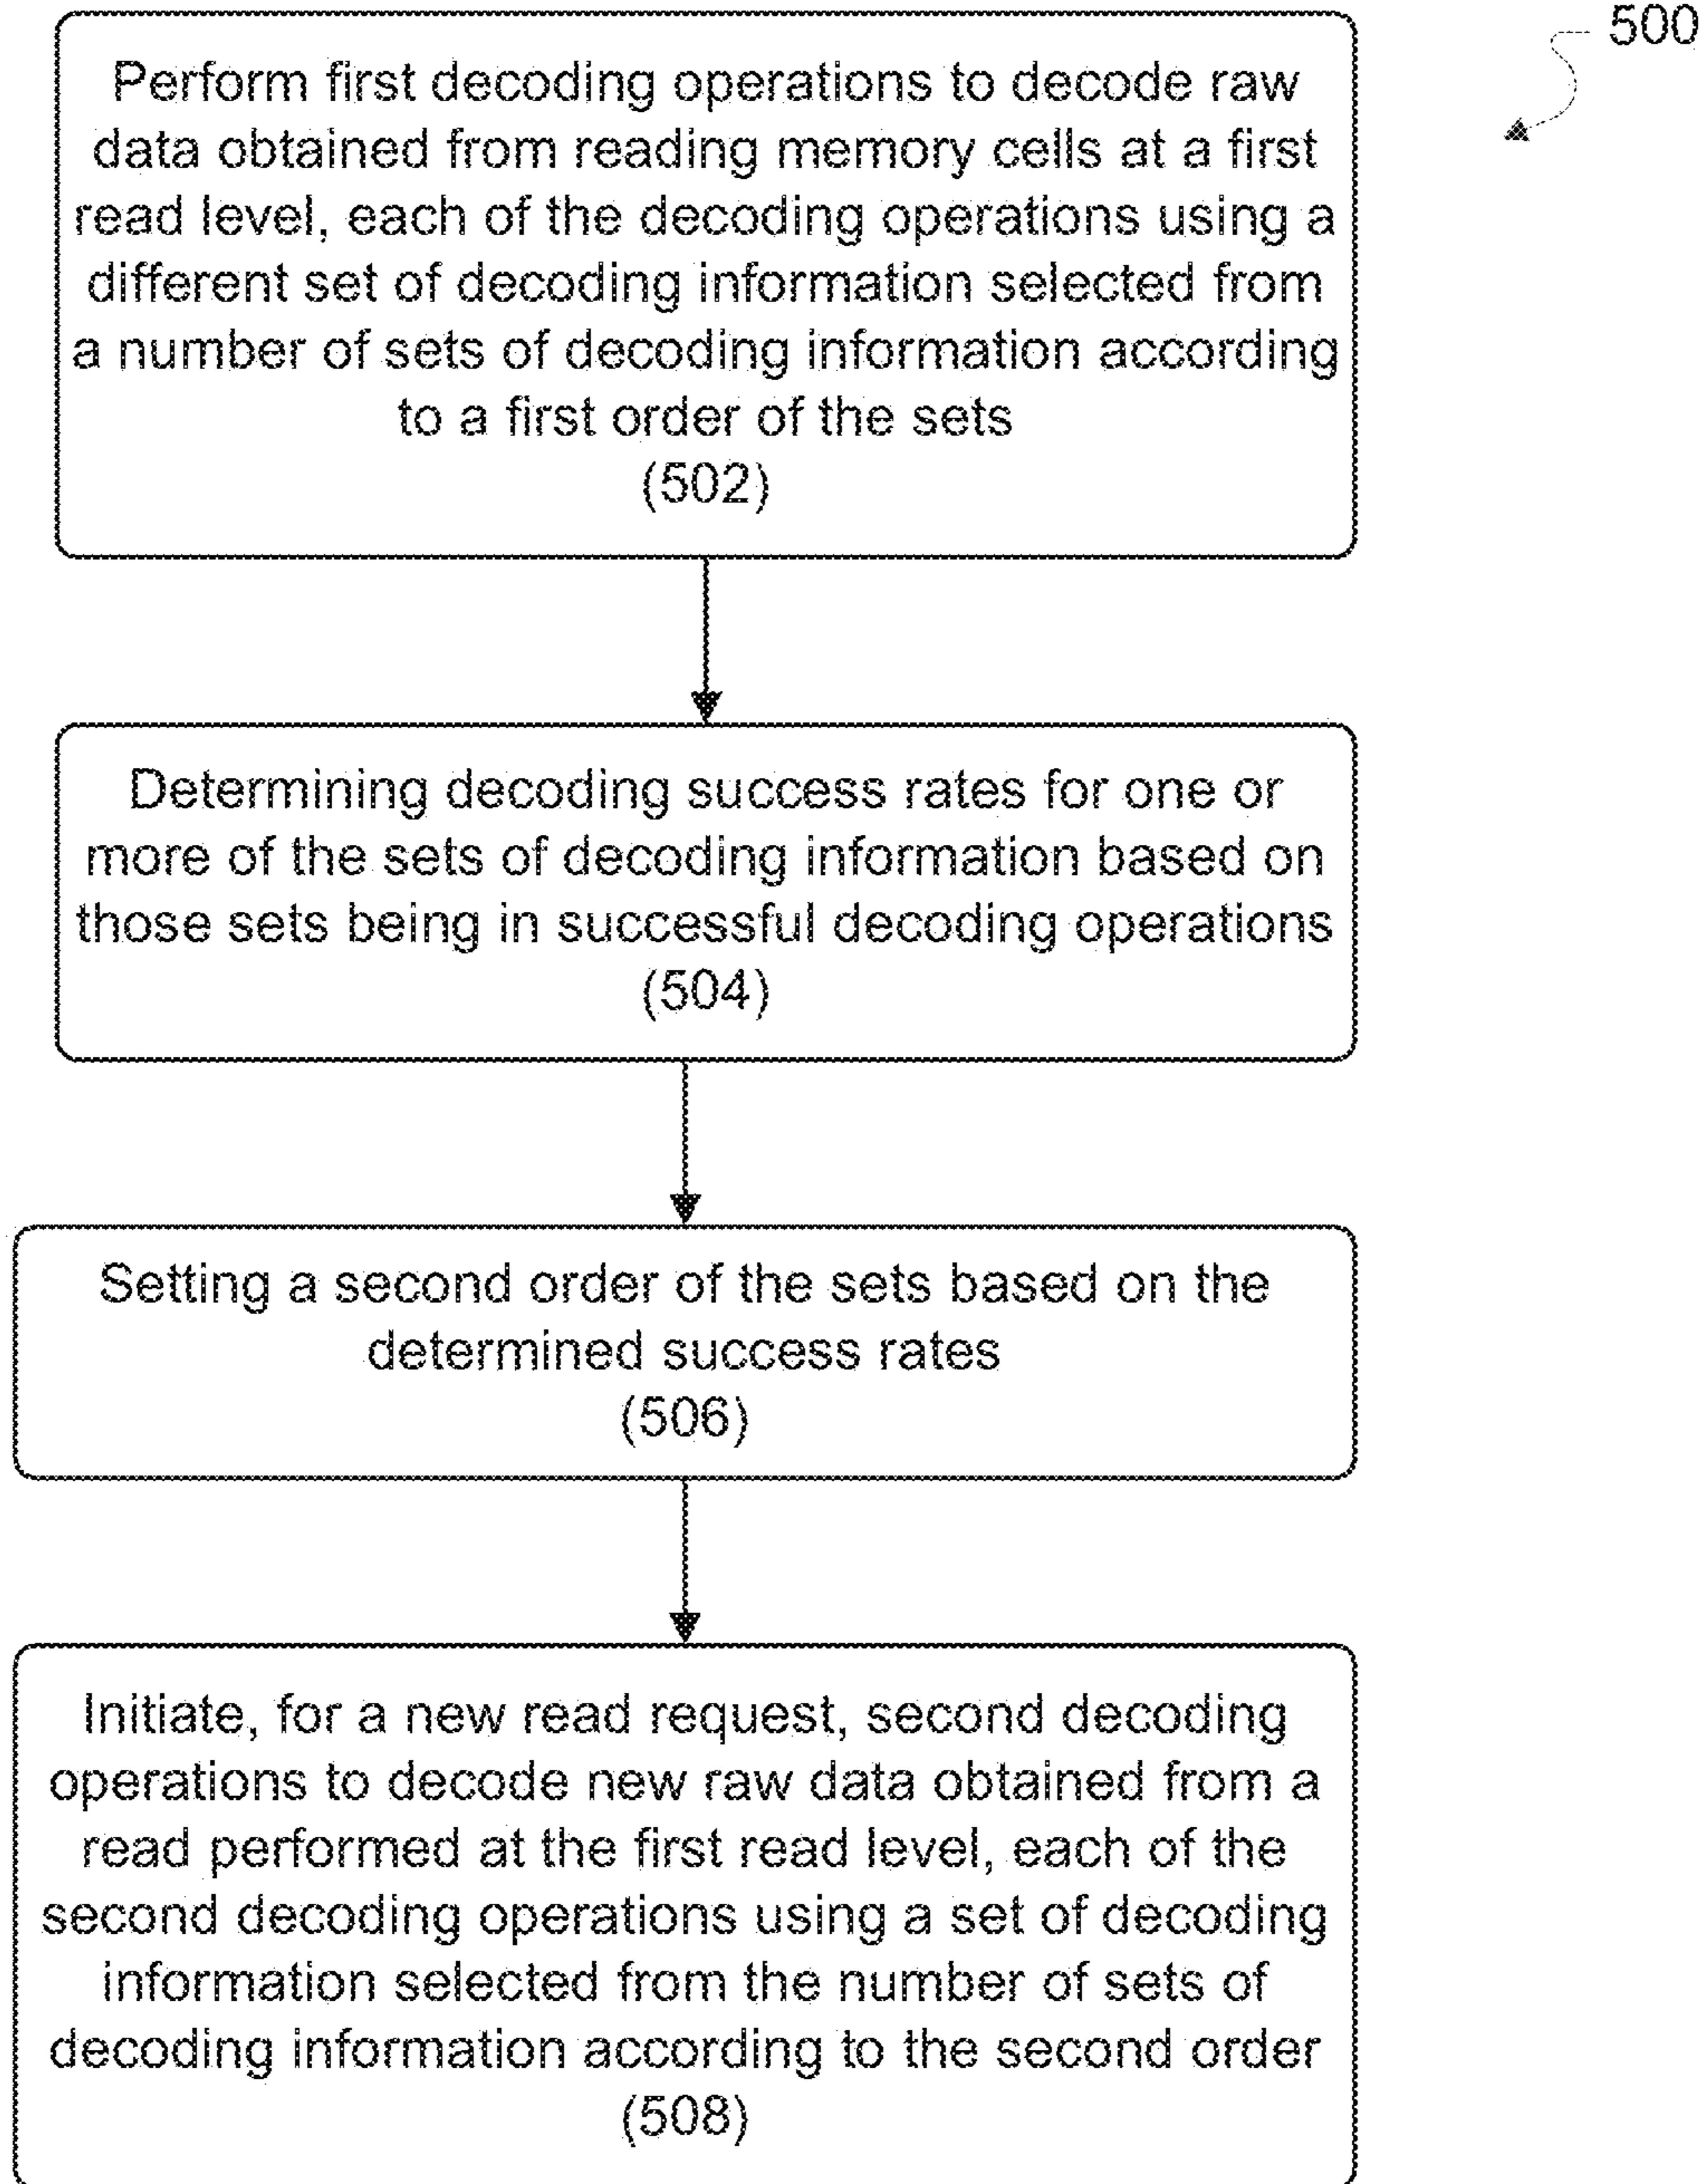 500
Perform first decoding operations to decode raw
data obtained from reading memory cells at a first
read level, each of the decoding operations using a
different set of decoding information selected from
a number of sets of decoding information according
to a first order of the sets
(502)
Determining decoding success rates for one or
more of the sets of decoding information based on
those sets being in successful decoding operations
(504)
Setting a second order of the sets based on the
determined success rates
(506)
Initiate, for a new read request, second decoding
operations to decode new raw data obtained from a
read performed at the first read level, each of the
second decoding operations using a set of decoding
information selected from the number of sets of
decoding information according to the second order
(508)